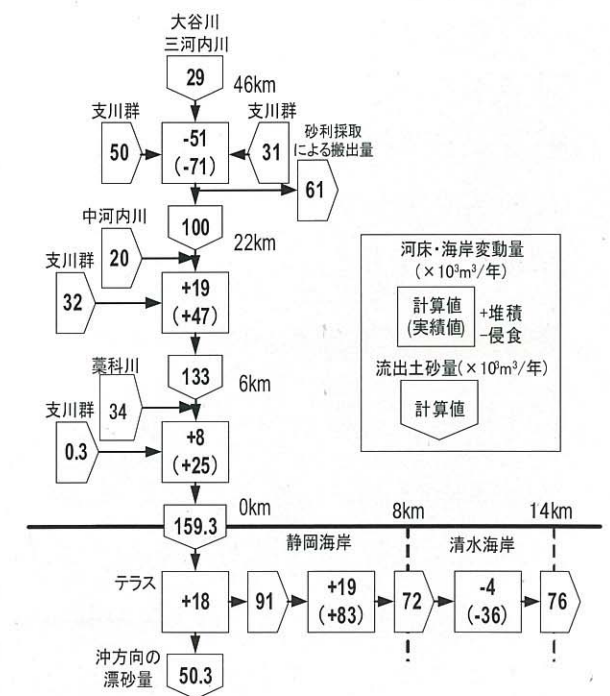 大谷川
三河内川
29
46km
支川群
支川群
砂利採取
による搬出量
50
-51
(-71)
31
61
100
中河内川
22km
20
支川群
32
+19
(+47)
河床・海岸変動量
(×10³m³/年)
計算値
(実績値)
+堆積
-侵食
流出土砂量(×10³m³/年)
計算値
133
藁科川
6km
34
支川群
0.3
+8
(+25)
0km
8km
14km
159.3
静岡海岸
清水海岸
テラス
+18
91
+19
(+83)
72
-4
(-36)
76
沖方向の
漂砂量
50.3